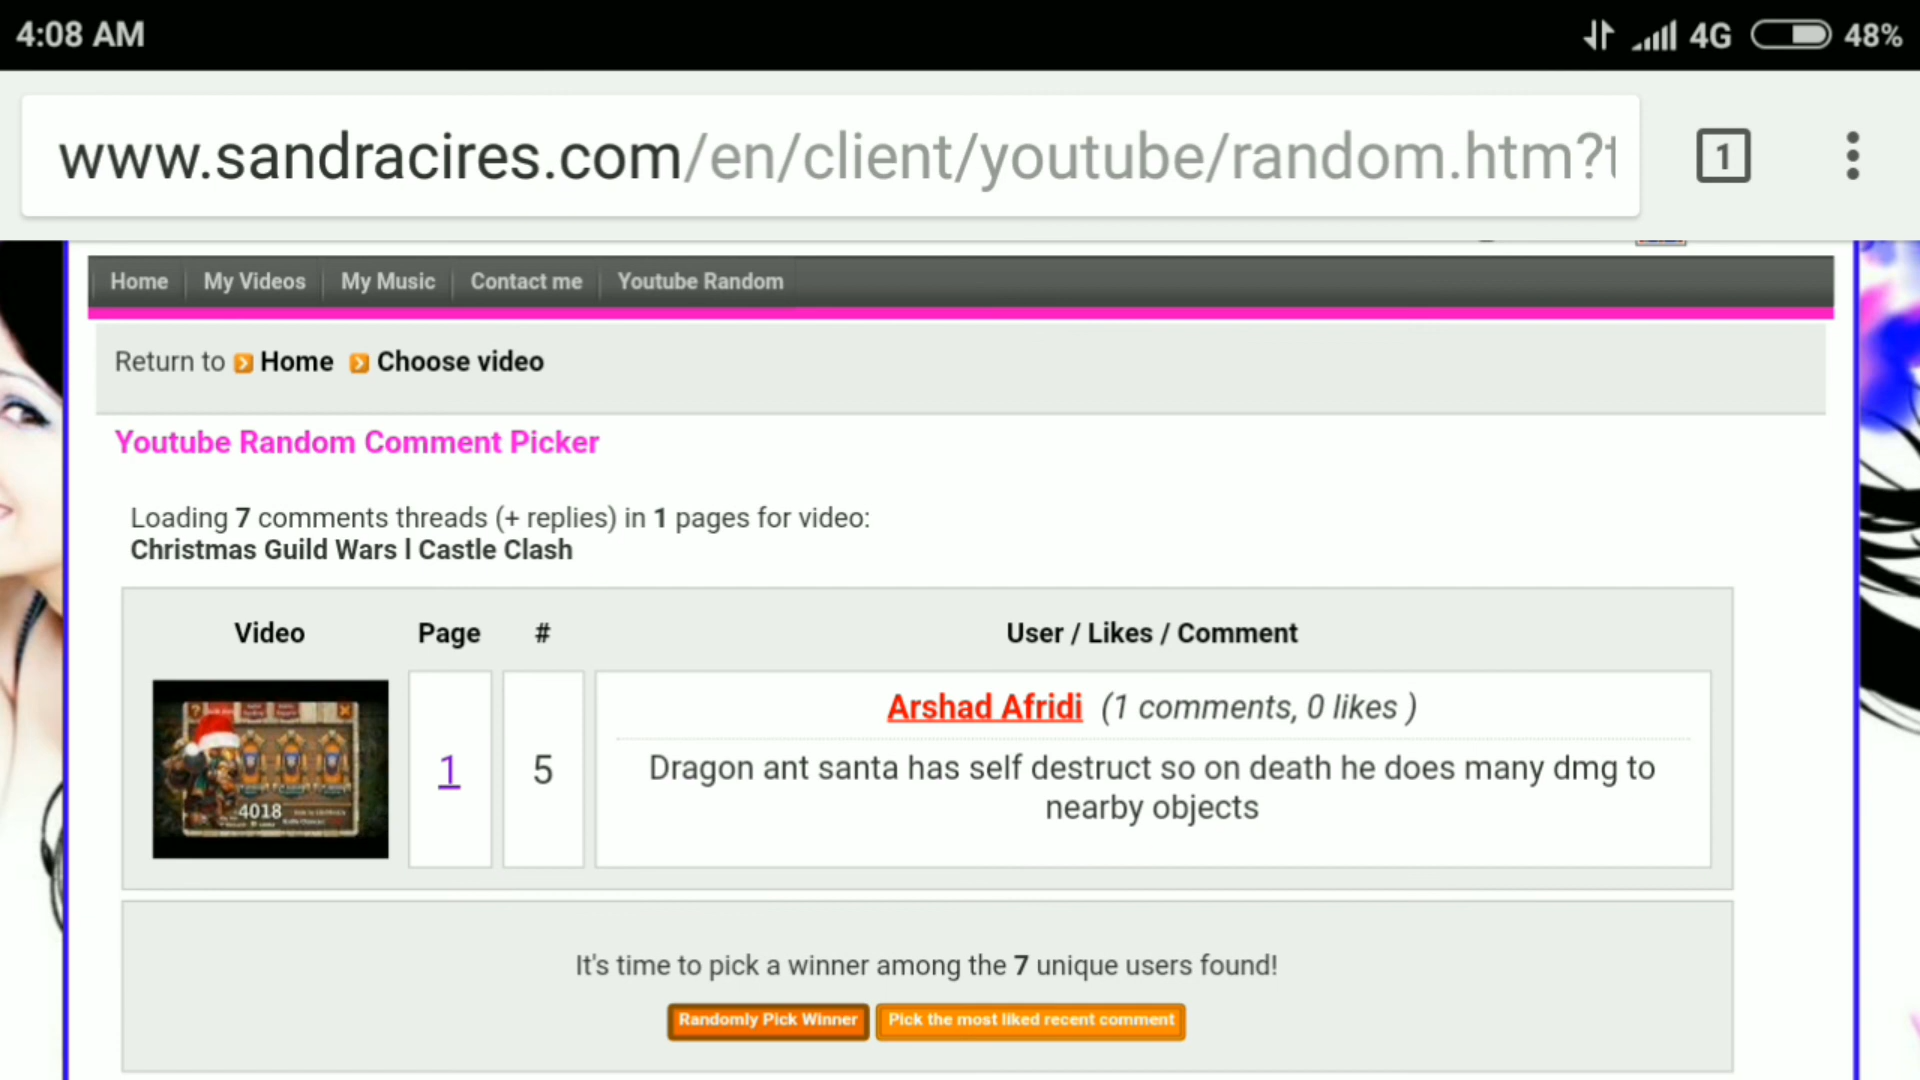 4:08 AM
4G
48%
www.sandracires.com/en/client/youtube/random.htm?t
1
Home
My Videos
My Music
Contact me
Youtube Random
Return to Home Choose video
Youtube Random Comment Picker
Loading 7 comments threads (+ replies) in 1 pages for video:
Christmas Guild Wars l Castle Clash
Video
Page
#
User / Likes / Comment
4018
1
5
Arshad Afridi (1 comments, 0 likes )
Dragon ant santa has self destruct so on death he does many dmg to
nearby objects
It's time to pick a winner among the 7 unique users found!
Randomly Pick Winner
Pick the most liked recent comment